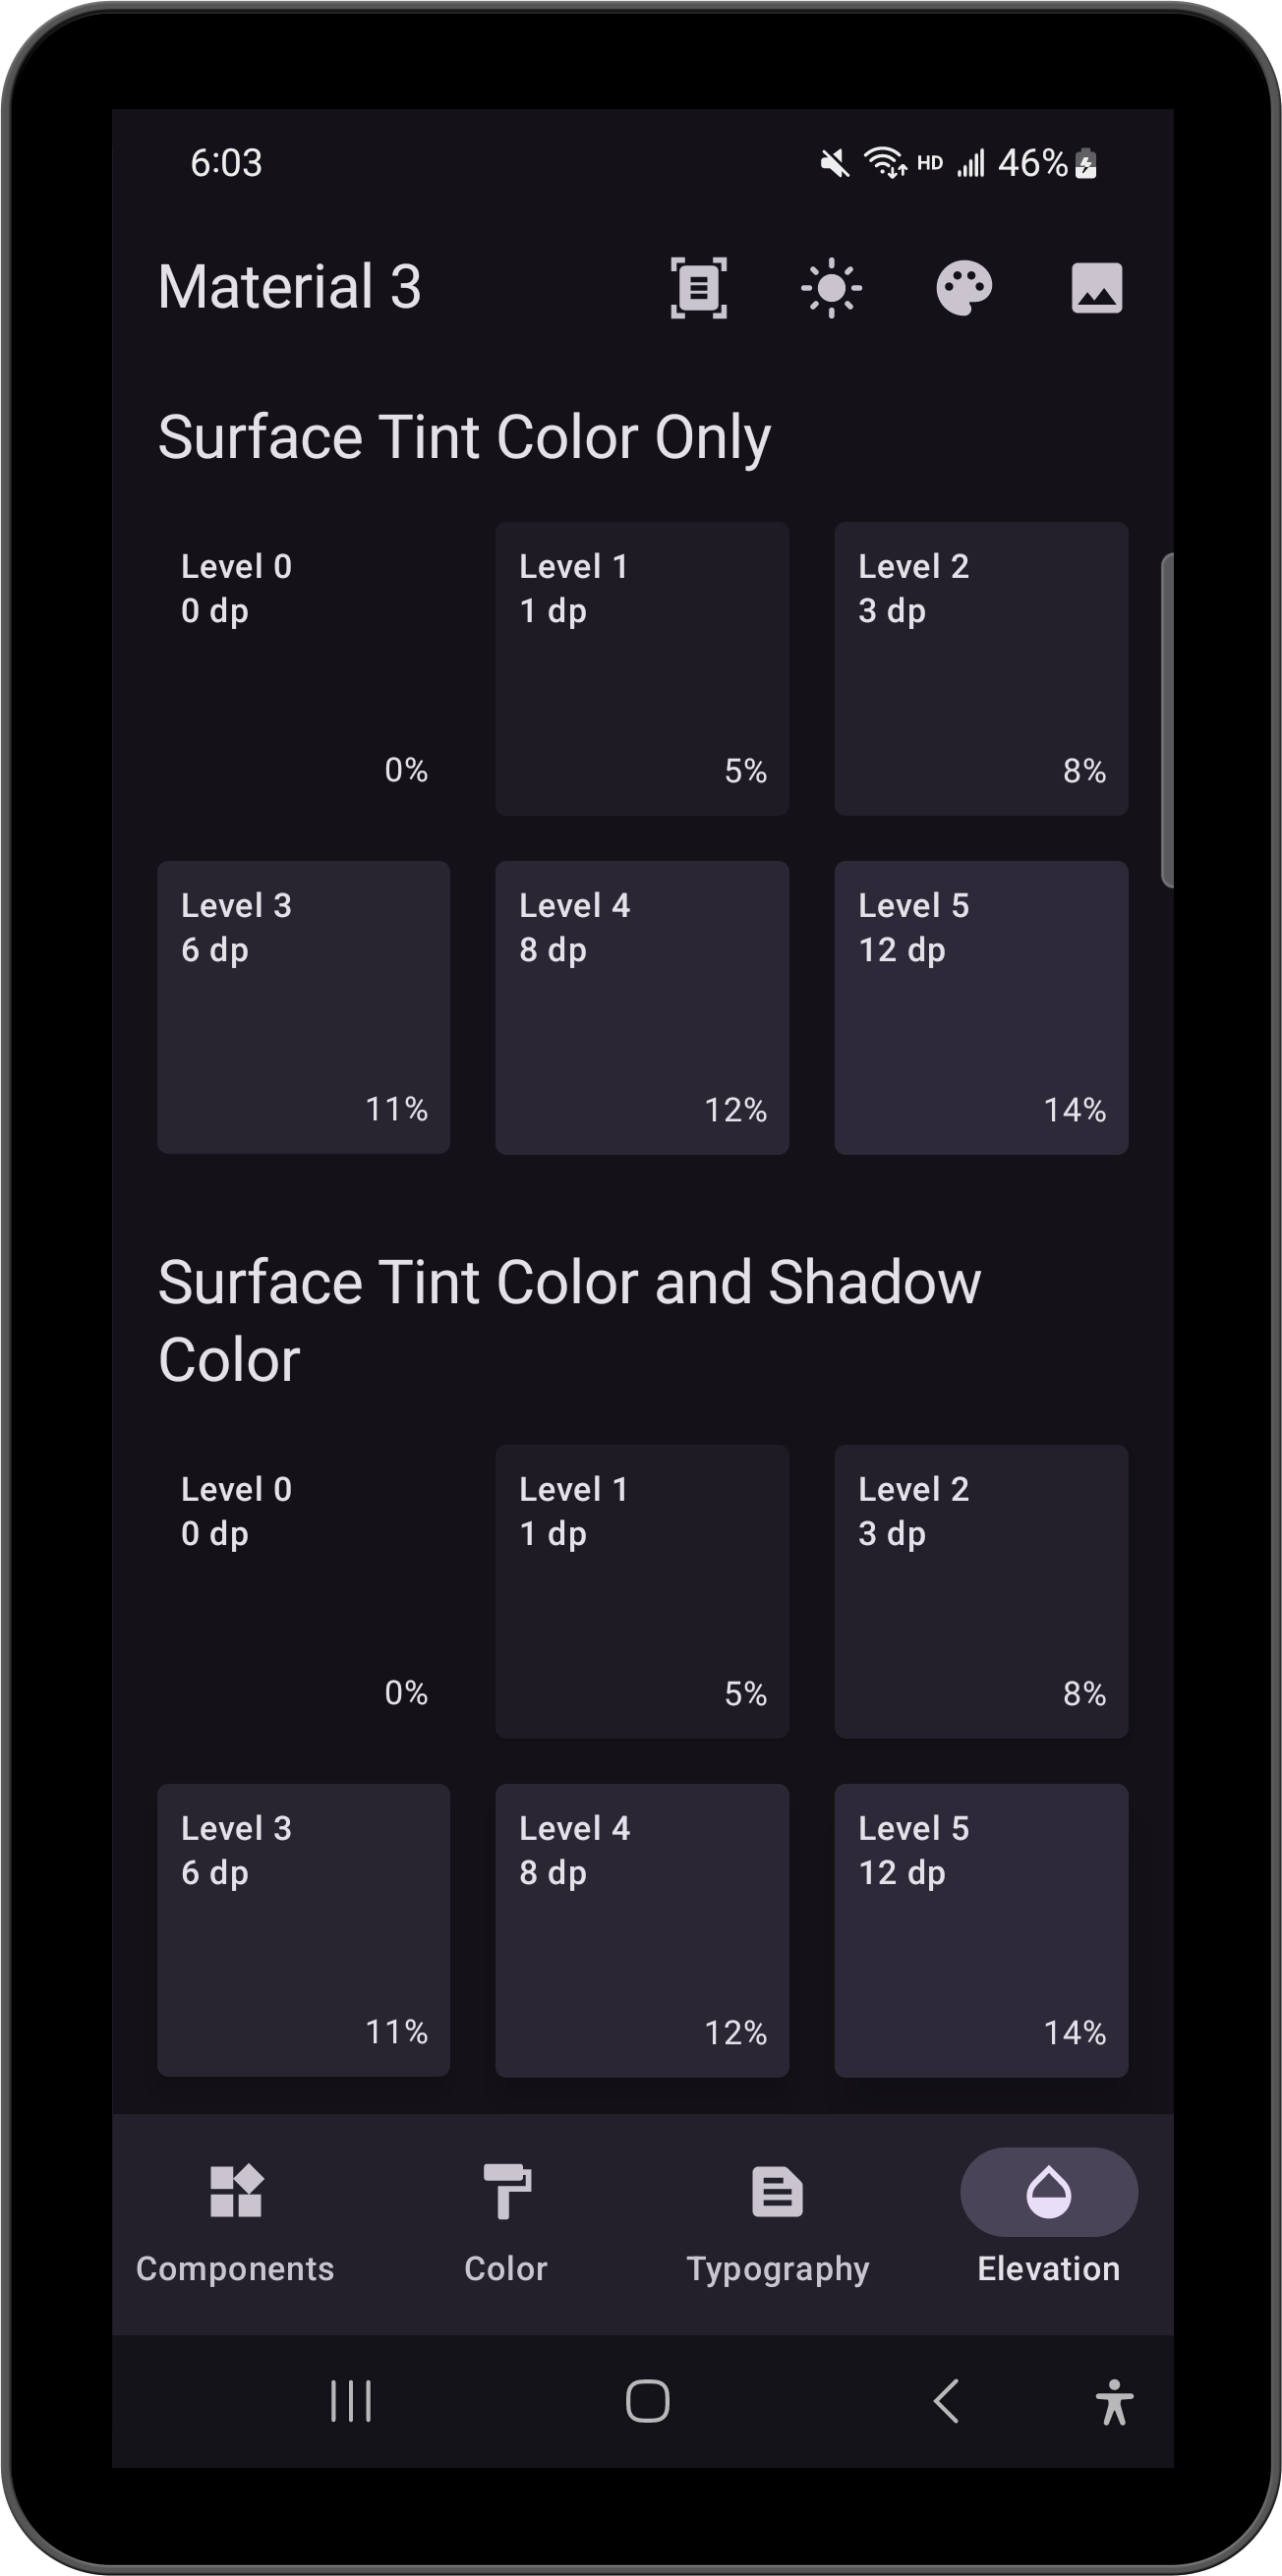 6:03
HD
46%
Material 3
Surface Tint Color Only
Level 0
0 dp
0%
Level 1
1 dp
5%
Level 2
3 dp
8%
Level 3
6 dp
11%
Level 4
8 dp
12%
Level 5
12 dp
14%
Surface Tint Color and Shadow
Color
Level 0
0 dp
0%
Level 1
1 dp
5%
Level 2
3 dp
8%
Level 3
6 dp
11%
Level 4
8 dp
12%
Level 5
12 dp
14%
Components
Color
Typography
Elevation